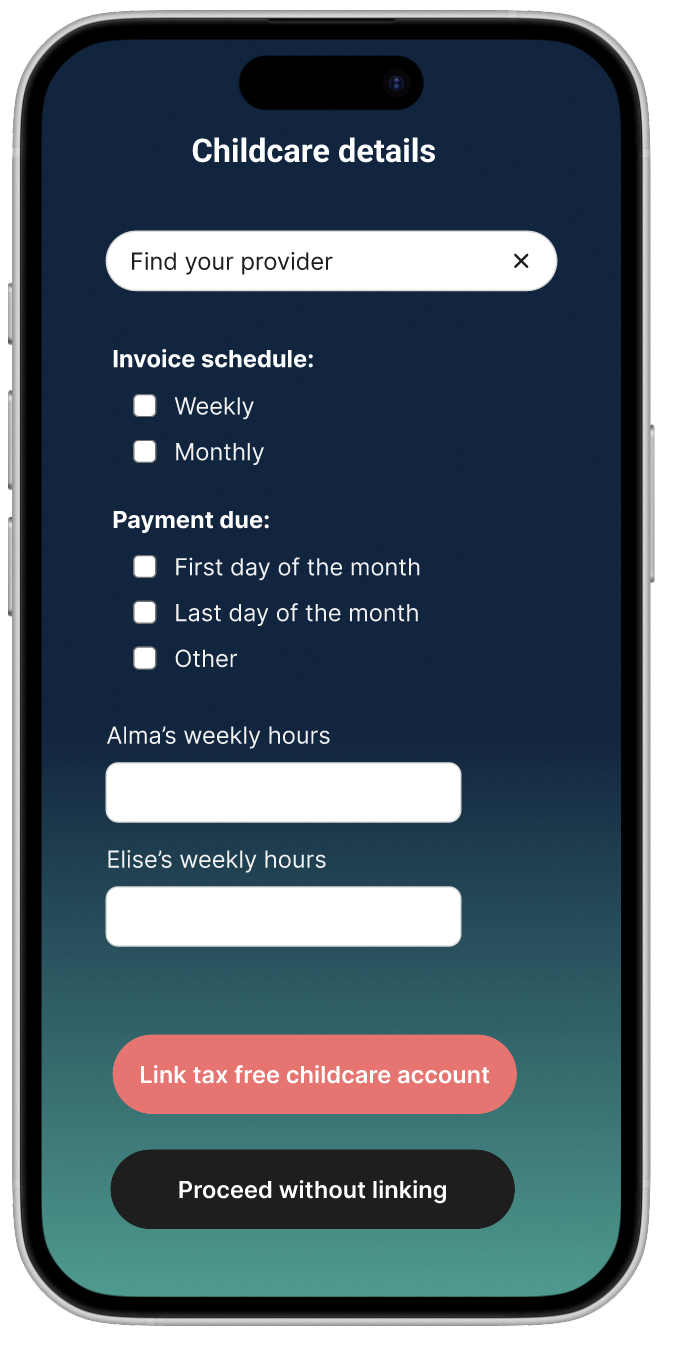 Childcare details
Find your provider
Invoice schedule:
Weekly
Monthly
Payment due:
First day of the month
Last day of the month
Other
Alma’s weekly hours
Elise’s weekly hours
Link tax free childcare account
Proceed without linking